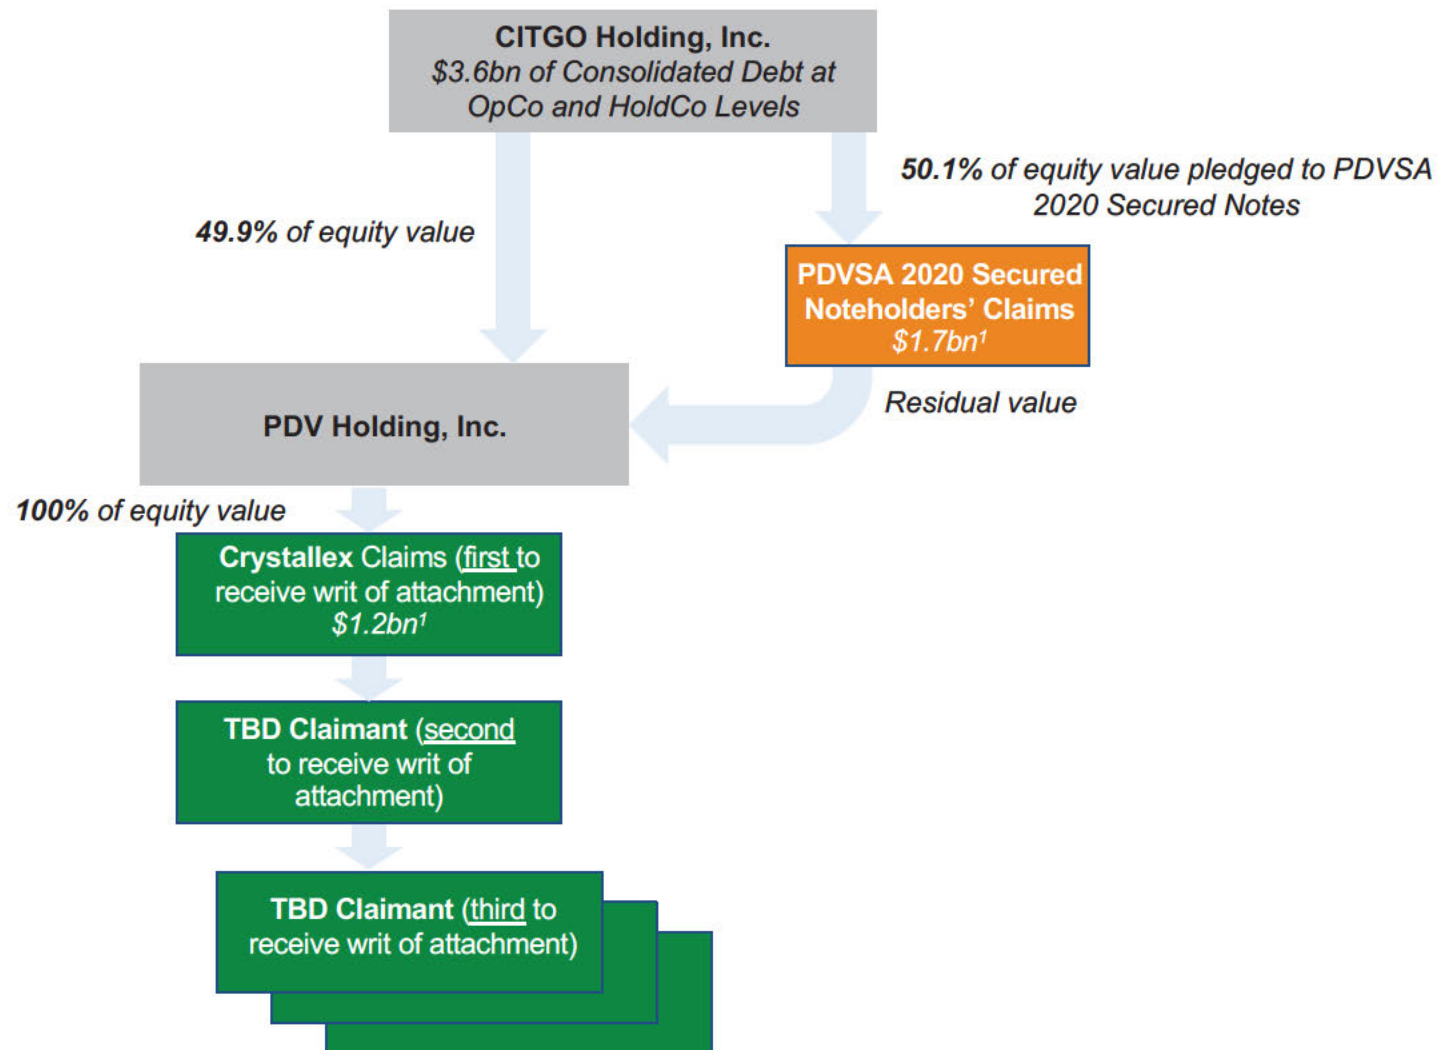 CITGO Holding, Inc.
$3.6bn of Consolidated Debt at
OpCo and HoldCo Levels
50.1% of equity value pledged to PDVSA
2020 Secured Notes
49.9% of equity value
PDVSA 2020 Secured
Noteholders’ Claims
$1.7bn¹
Residual value
PDV Holding, Inc.
100% of equity value
Crystallex Claims (first to
receive writ of attachment)
$1.2bn¹
TBD Claimant (second
to receive writ of
attachment)
TBD Claimant (third to
receive writ of attachment)